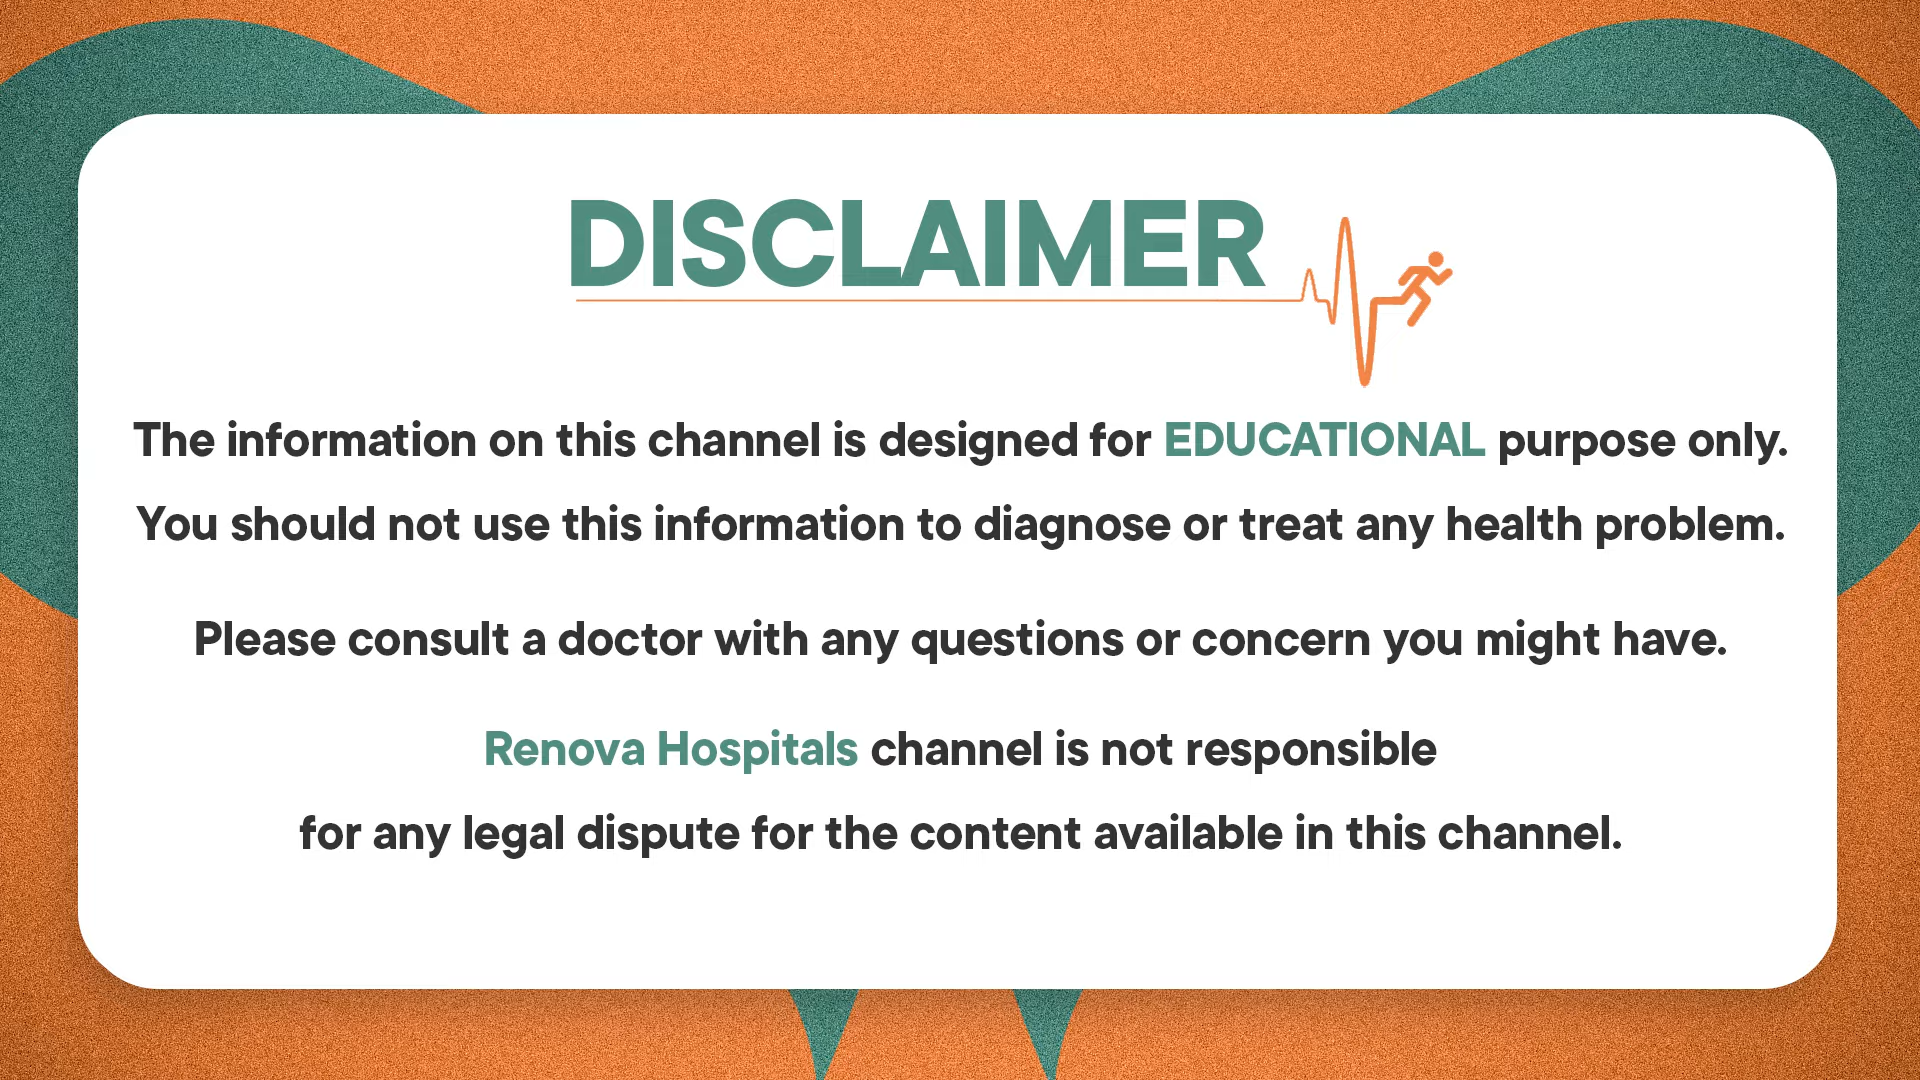 DISCLAIMER
The information on this channel is designed for EDUCATIONAL purpose only.
You should not use this information to diagnose or treat any health problem.
Please consult a doctor with any questions or concern you might have.
Renova Hospitals channel is not responsible
for any legal dispute for the content available in this channel.